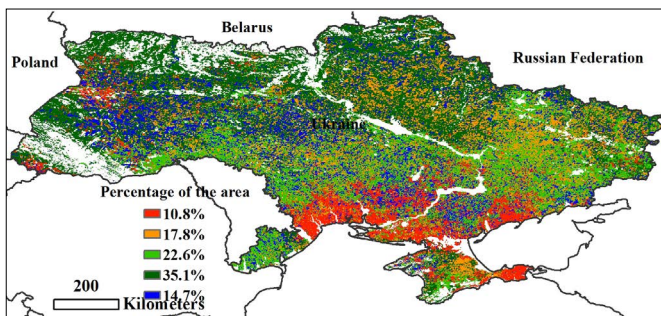 Belarus
Poland
Russian Federation
Ukraine
Percentage of the area
10.8%
17.8%
22.6%
35.1%
14.7%
200
Kilometers